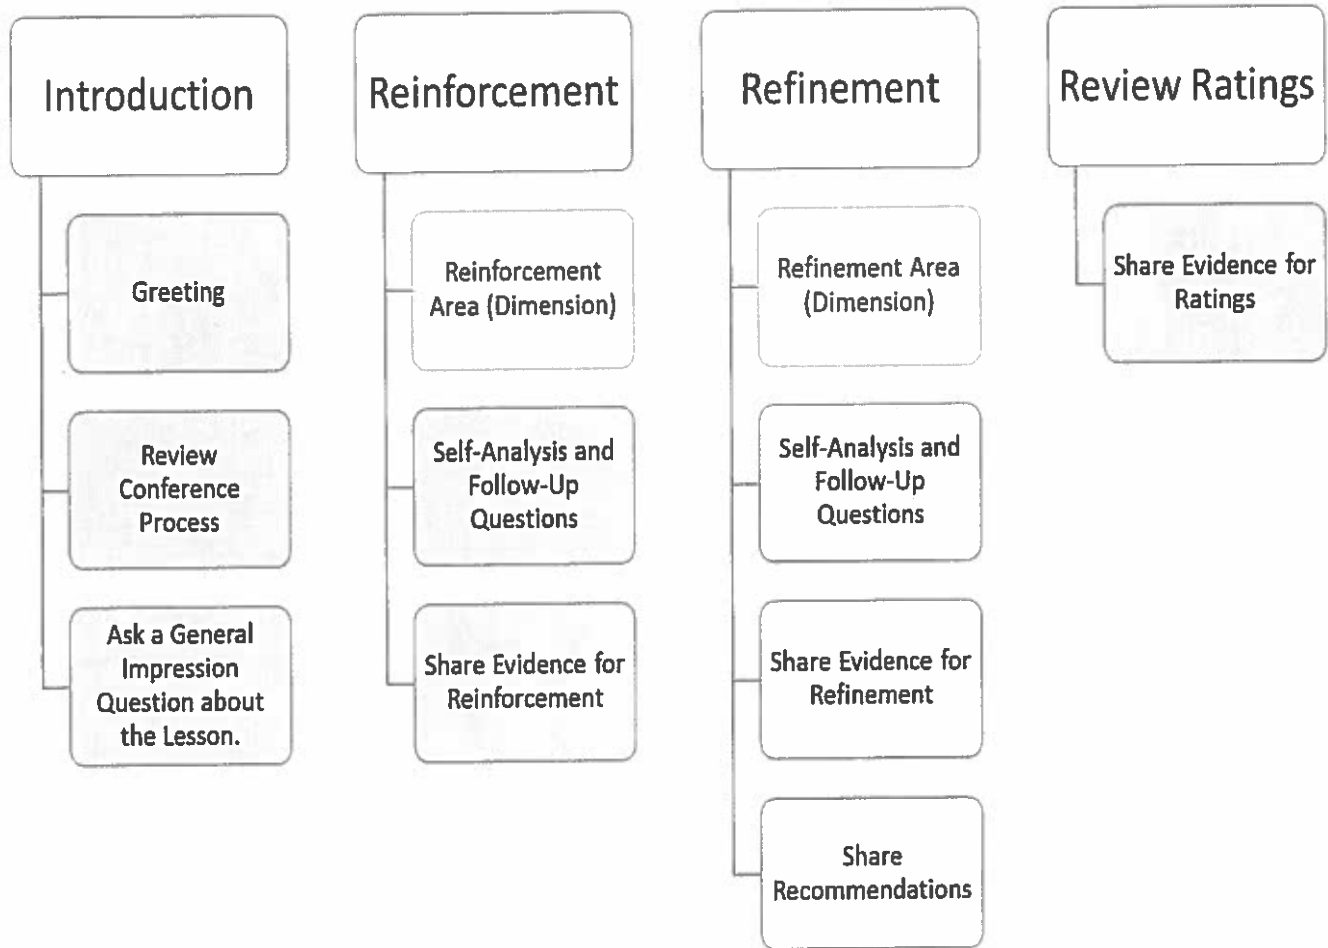 Introduction
Greeting
Review
Conference
Process
Ask a General
Impression
Question about
the Lesson.
Reinforcement
Reinforcement
Area (Dimension)
Self-Analysis and
Follow-Up
Questions
Share Evidence for
Reinforcement
Refinement
Refinement Area
(Dimension)
Self-Analysis and
Follow-Up
Questions
Share Evidence for
Refinement
Share
Recommendations
Review Ratings
Share Evidence for
Ratings